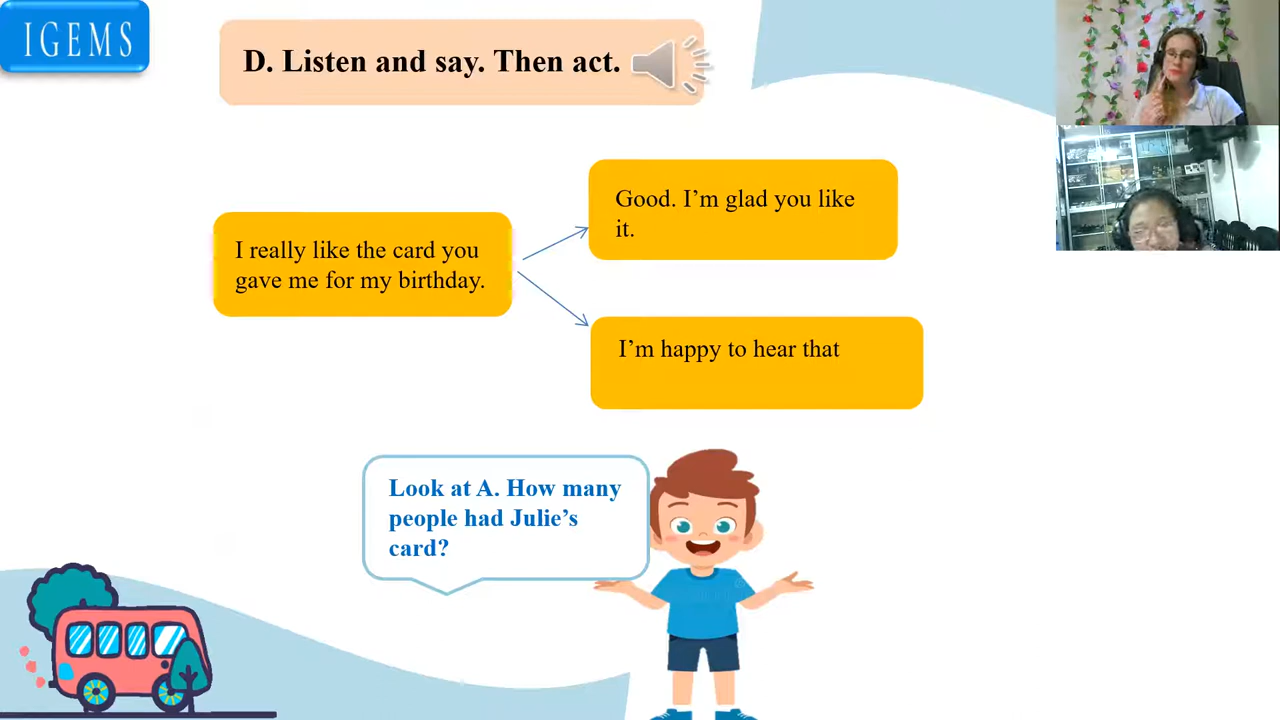 IGEMS
D. Listen and say. Then act.
I really like the card you
gave me for my birthday.
Good. I’m glad you like
it.
I’m happy to hear that
Look at A. How many
people had Julie’s
card?